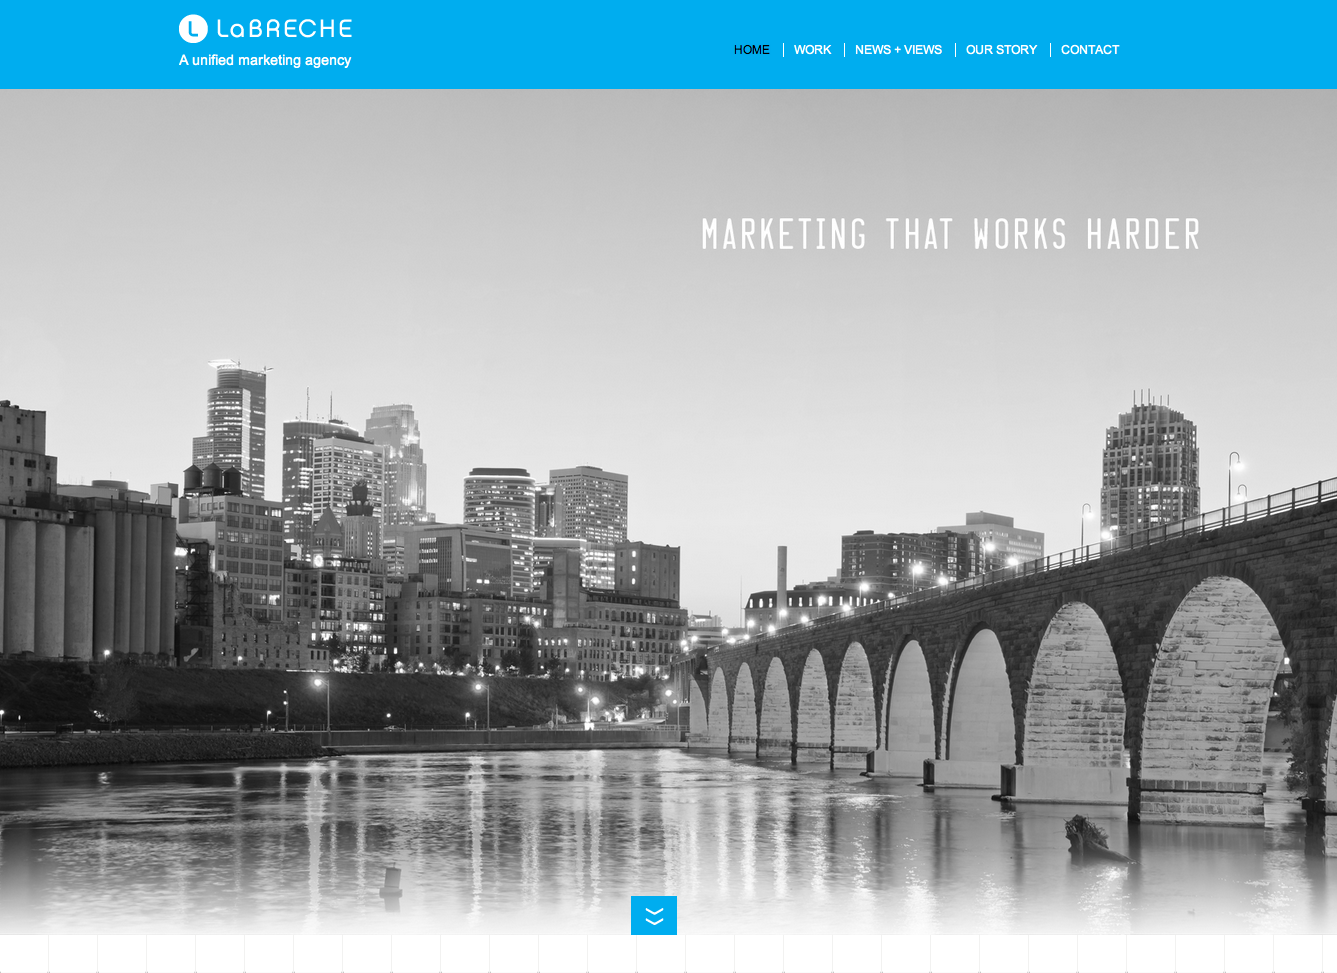 L LaBRECHE
A unified marketing agency
HOME
WORK
NEWS + VIEWS
OUR STORY
CONTACT
MARKETING THAT WORKS HARDER